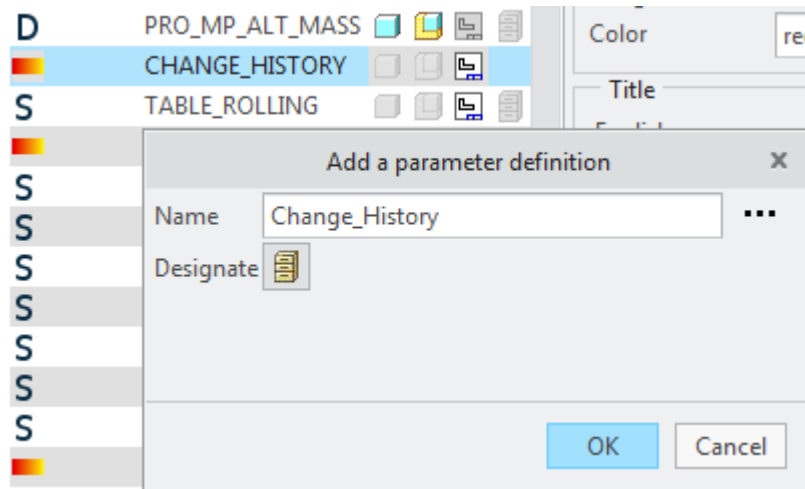 D PRO_MP_ALT_MASS
Color
CHANGE_HISTORY
Title
S TABLE_ROLLING
Add a parameter definition x
S
Name Change_History ...
S
Designate
S
S
S
S
S
OK Cancel